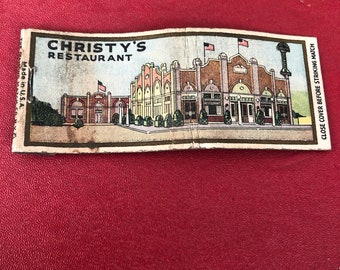 CHRISTY'S
RESTAURANT
Made in U.S.A.
CLOSE COVER BEFORE STRIKING MATCH